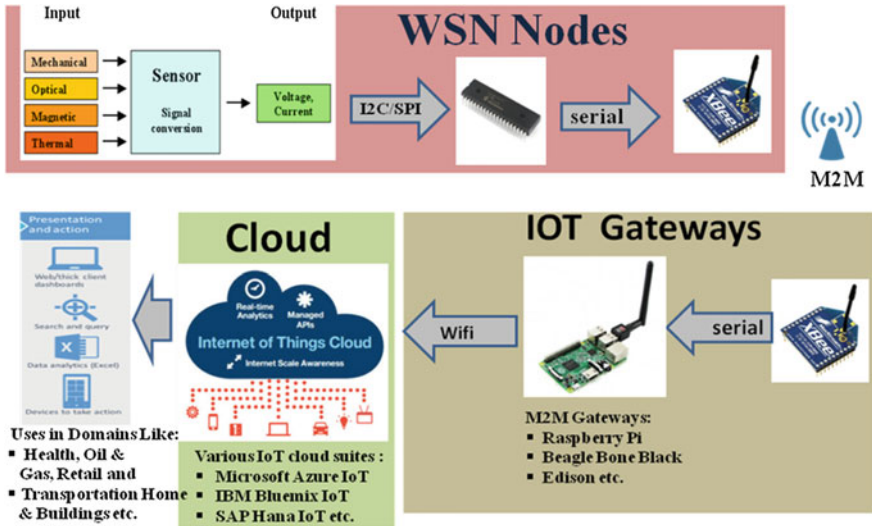 Input
Output
WSN Nodes
Mechanical
Optical
Magnetic
Thermal
Sensor
Signal
conversion
Voltage,
Current
I2C/SPI
serial
XBee
M2M
Presentation
and action
Web/thick client
dashboards
Search and query
Data analytics (Excel)
Devices to take action
Uses in Domains Like:
▪ Health, Oil &
Gas, Retail and
▪ Transportation Home
& Buildings etc.
Cloud
Real-time
Analytics
Managed
APIs
Internet of Things Cloud
Internet Scale Awareness
Various IoT cloud suites :
▪ Microsoft Azure IoT
▪ IBM Bluemix IoT
▪ SAP Hana IoT etc.
IOT Gateways
Wifi
serial
XBee
M2M Gateways:
▪ Raspberry Pi
▪ Beagle Bone Black
▪ Edison etc.